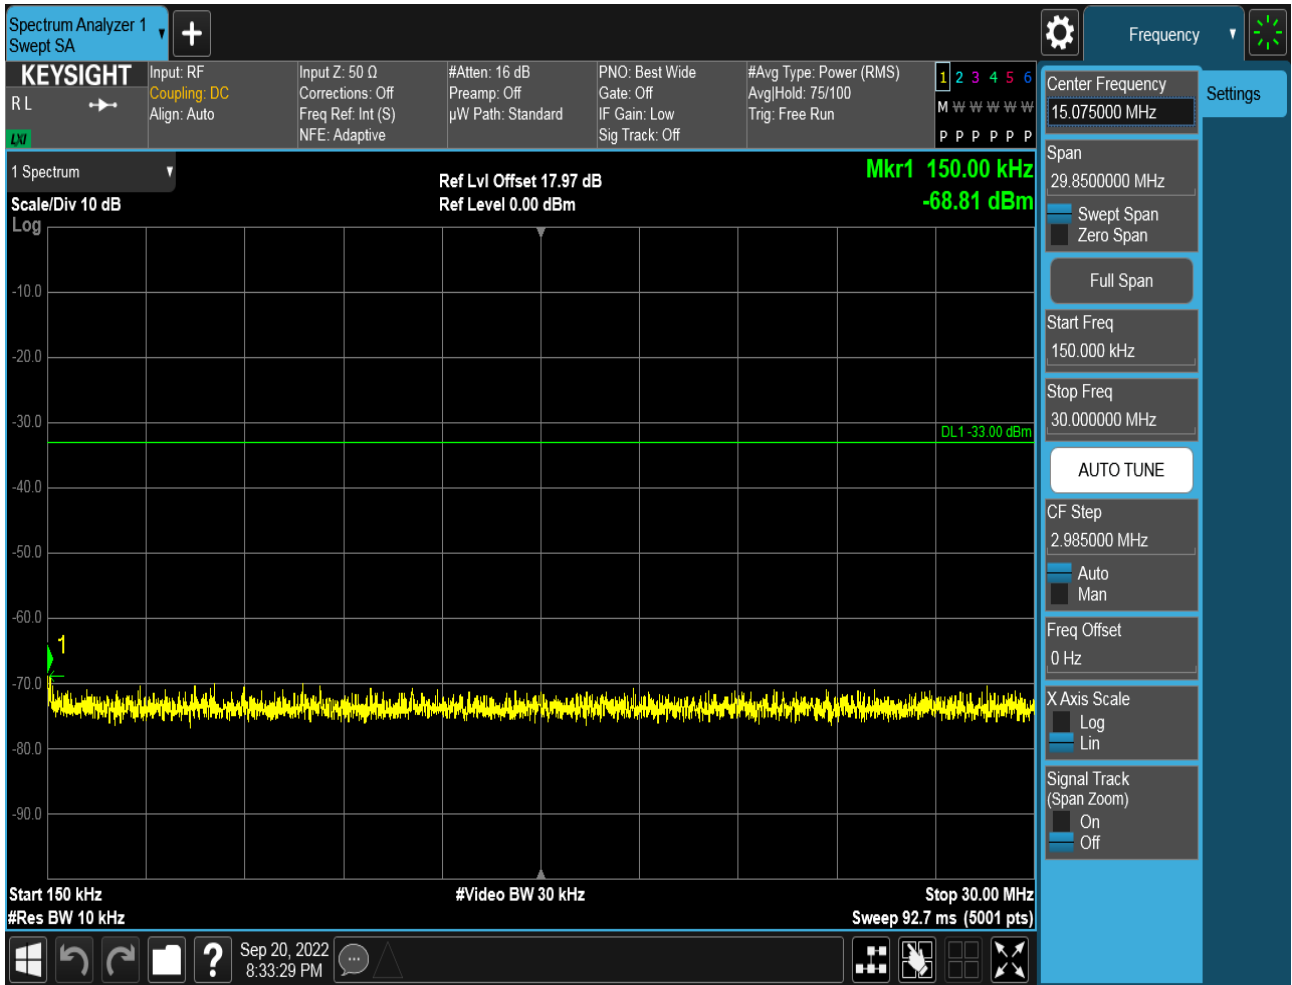 Spectrum Analyzer 1
Swept SA
Frequency
KEYSIGHT
R L
LXI
Input: RF
Coupling: DC
Align: Auto
Input Z: 50 Ω
Corrections: Off
Freq Ref: Int (S)
NFE: Adaptive
#Atten: 16 dB
Preamp: Off
µW Path: Standard
PNO: Best Wide
Gate: Off
IF Gain: Low
Sig Track: Off
#Avg Type: Power (RMS)
Avg|Hold: 75/100
Trig: Free Run
1 2 3 4 5 6
M W W W W W
P P P P P P
1 Spectrum
Scale/Div 10 dB
Log
Ref Lvl Offset 17.97 dB
Ref Level 0.00 dBm
Mkr1 150.00 kHz
-68.81 dBm
-10.0
-20.0
-30.0
DL1 -33.00 dBm
-40.0
-50.0
-60.0
1
-70.0
-80.0
-90.0
Start 150 kHz
#Res BW 10 kHz
#Video BW 30 kHz
Stop 30.00 MHz
Sweep 92.7 ms (5001 pts)
Center Frequency
15.075000 MHz
Settings
Span
29.8500000 MHz
Swept Span
Zero Span
Full Span
Start Freq
150.000 kHz
Stop Freq
30.000000 MHz
AUTO TUNE
CF Step
2.985000 MHz
Auto
Man
Freq Offset
0 Hz
X Axis Scale
Log
Lin
Signal Track
(Span Zoom)
On
Off
?
Sep 20, 2022
8:33:29 PM